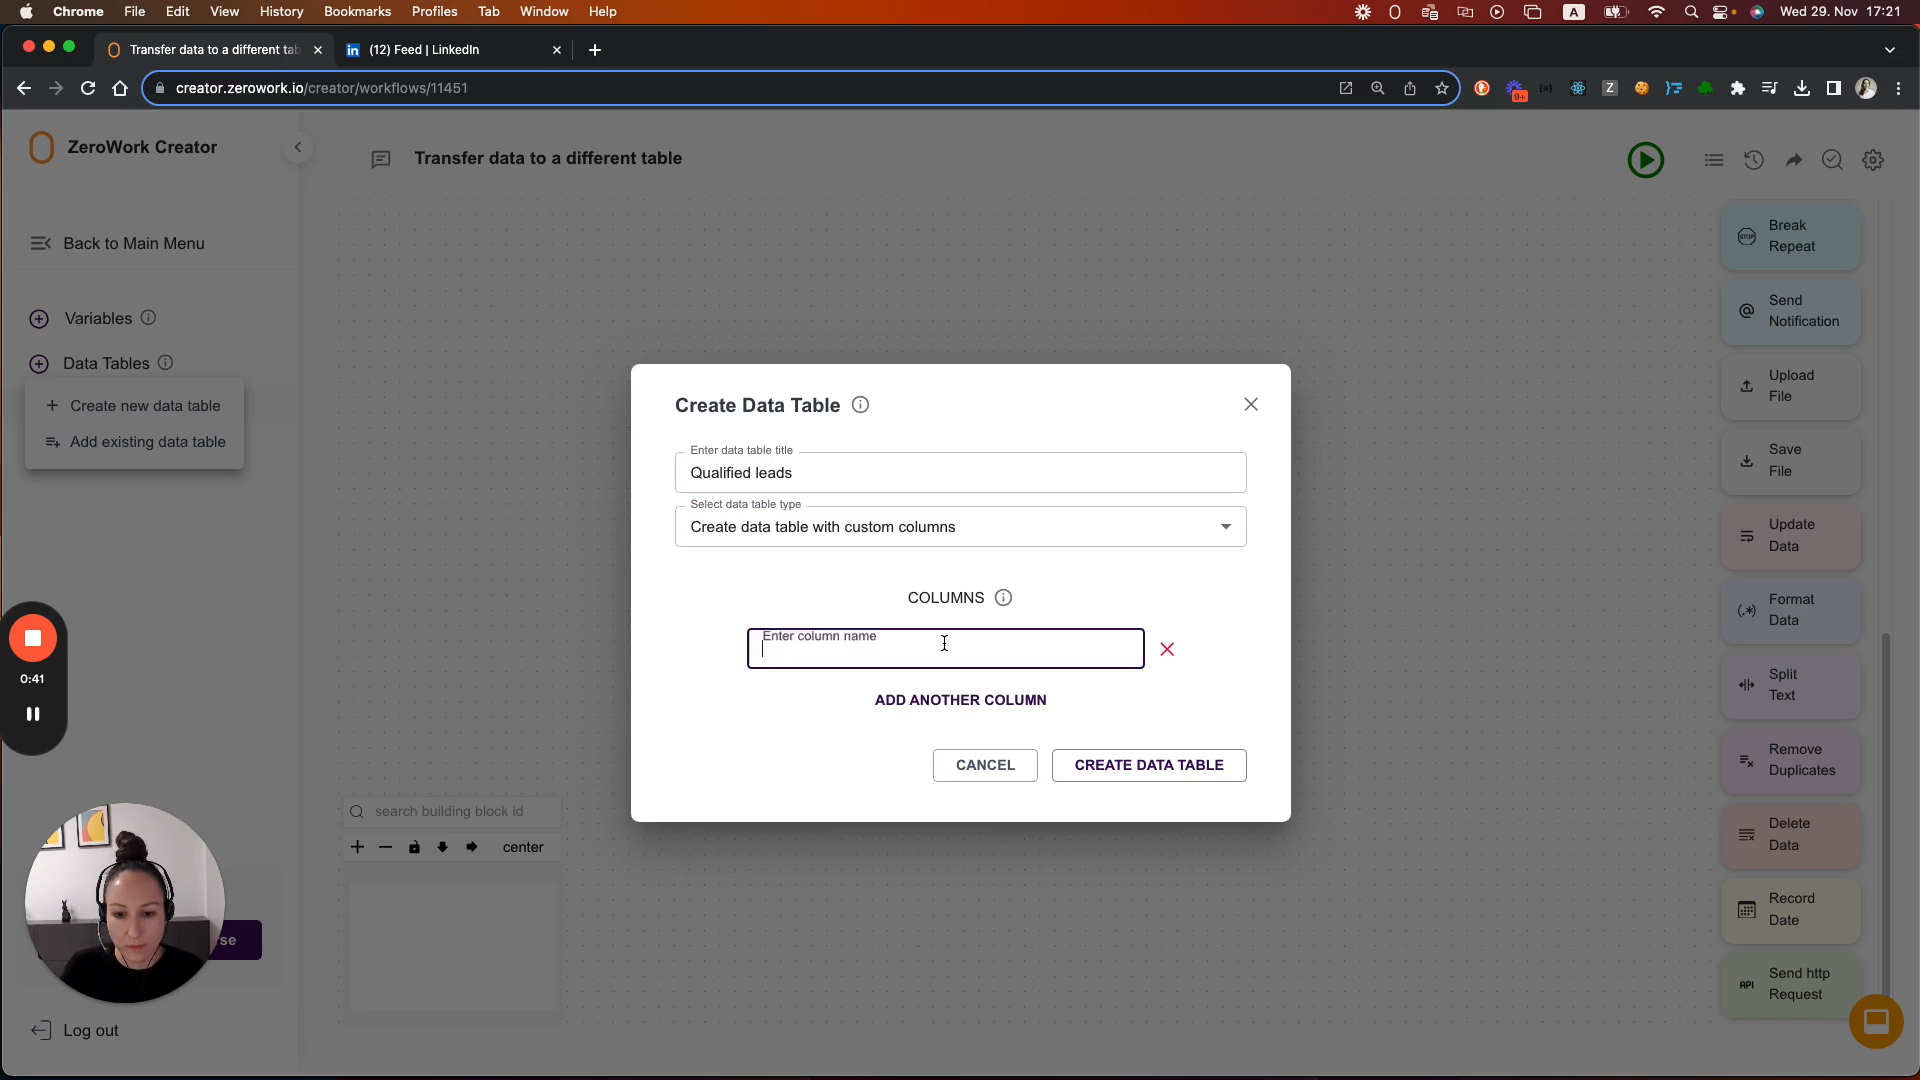 Chrome File Edit View History Bookmarks Profiles Tab Window Help
A
Wed 29. Nov 17:21
Transfer data to a different tab
in (12) Feed | LinkedIn
creator.zerowork.io/creator/workflows/11451
9+
Z
ZeroWork Creator
Transfer data to a different table
Back to Main Menu
Variables
Data Tables
Create new data table
Add existing data table
0:41
se
Log out
search building block id
center
Create Data Table
Enter data table title
Qualified leads
Select data table type
Create data table with custom columns
COLUMNS
Enter column name
ADD ANOTHER COLUMN
CANCEL
CREATE DATA TABLE
STOP
Break
Repeat
Send
Notification
Upload
File
Save
File
Update
Data
Format
Data
Split
Text
Remove
Duplicates
Delete
Data
Record
Date
API
Send http
Request